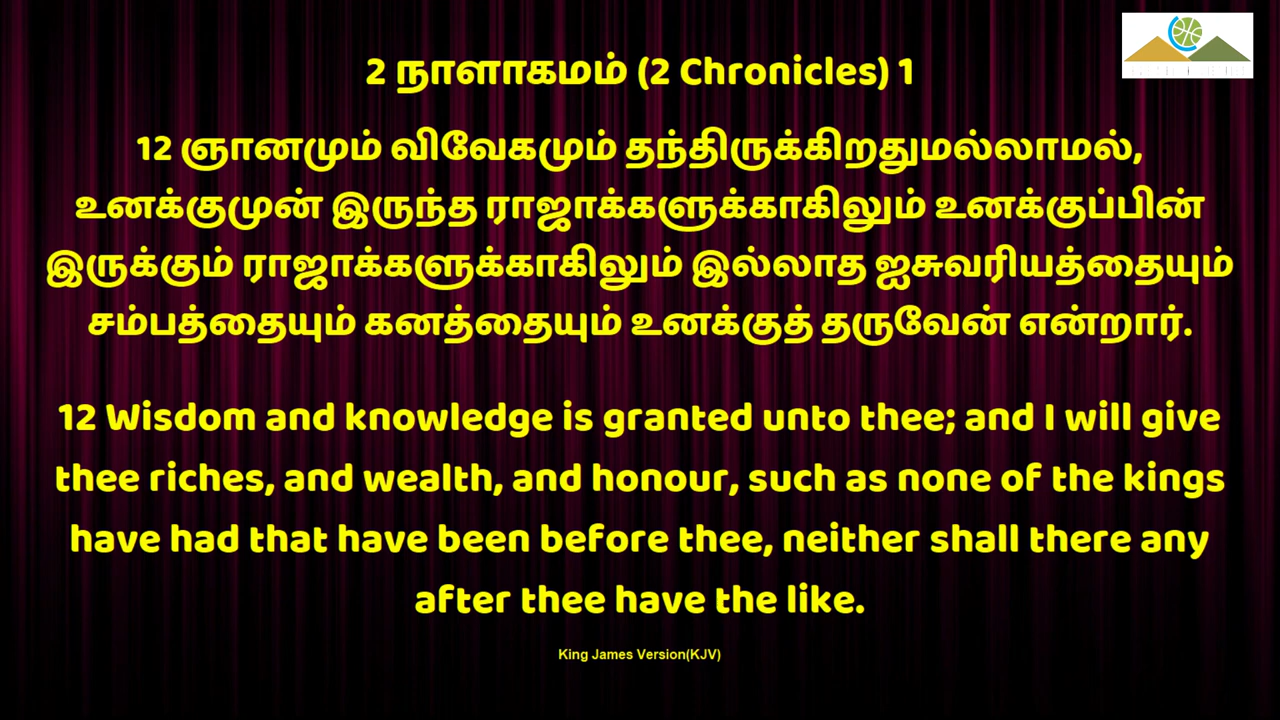 2 நாளாகமம் (2 Chronicles) 1
12 ஞானமும் விவேகமும் தந்திருக்கிறதுமல்லாமல்,
உனக்குமுன் இருந்த ராஜாக்களுக்காகிலும் உனக்குப்பின்
இருக்கும் ராஜாக்களுக்காகிலும் இல்லாத ஐசுவரியத்தையும்
சம்பத்தையும் கனத்தையும் உனக்குத் தருவேன் என்றார்.
12 Wisdom and knowledge is granted unto thee; and I will give
thee riches, and wealth, and honour, such as none of the kings
have had that have been before thee, neither shall there any
after thee have the like.
King James Version(KJV)